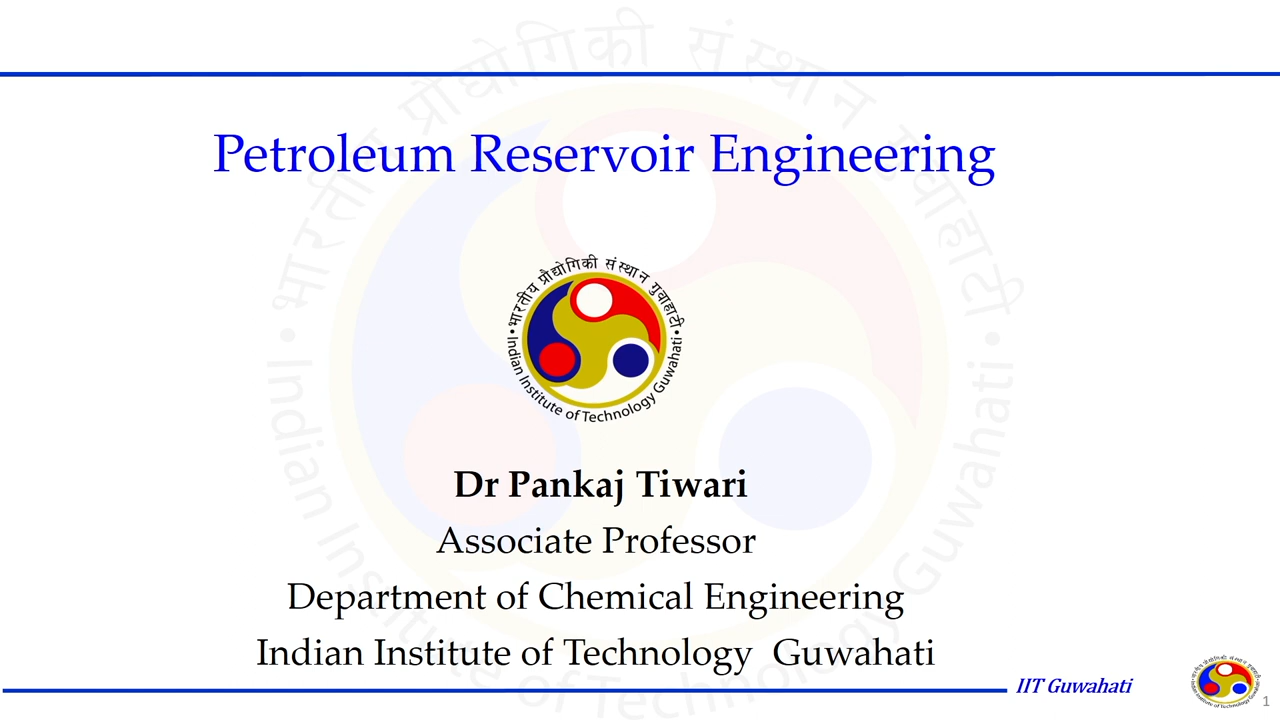 Petroleum Reservoir Engineering
भारतीय प्रौद्योगिकी संस्थान गुवाहाटी
Indian Institute of Technology Guwahati
Dr Pankaj Tiwari
Associate Professor
Department of Chemical Engineering
Indian Institute of Technology Guwahati
IIT Guwahati
1